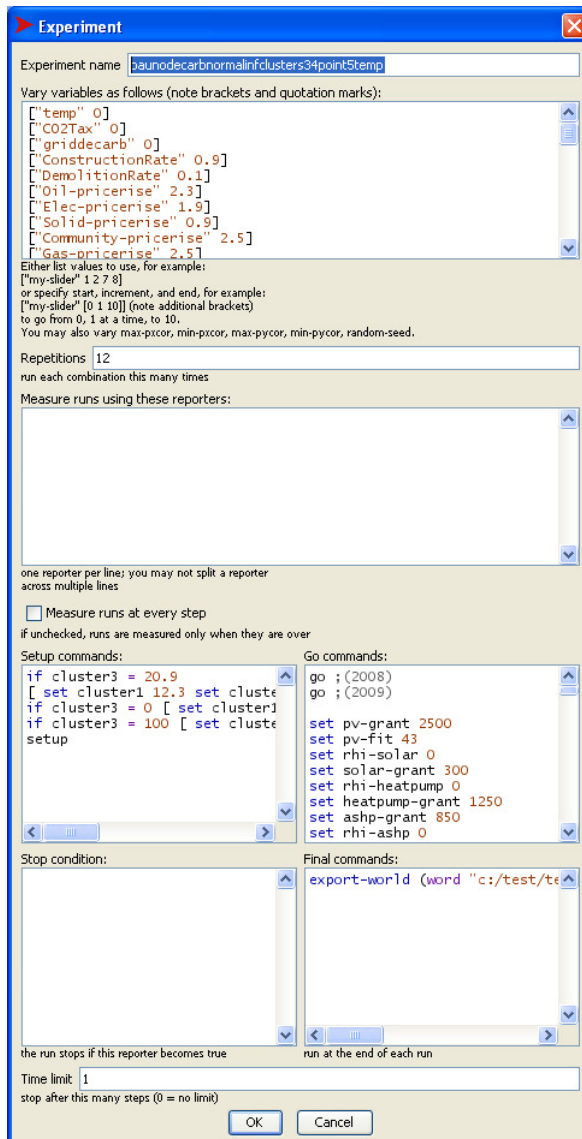 Experiment
Experiment name baunodecarbnormalinfclusters34point5temp
Vary variables as follows (note brackets and quotation marks):
["temp" 0]
["CO2Tax" 0]
["griddecarb" 0]
["ConstructionRate" 0.9]
["DemolitionRate" 0.1]
["Oil-pricerise" 2.3]
["Elec-pricerise" 1.9]
["Solid-pricerise" 0.9]
["Community-pricerise" 2.5]
["Gas-pricerise" 2.5]
Either list values to use, for example:
["my-slider" 1 2 7 8]
or specify start, increment, and end, for example:
["my-slider" [0 1 10]] (note additional brackets)
to go from 0, 1 at a time, to 10.
You may also vary max-pxcor, min-pxcor, max-pycor, min-pycor, random-seed.
Repetitions 12
run each combination this many times
Measure runs using these reporters:
one reporter per line; you may not split a reporter
across multiple lines
Measure runs at every step
if unchecked, runs are measured only when they are over
Setup commands:
if cluster3 = 20.9
[ set cluster1 12.3 set cluste
if cluster3 = 0 [ set cluster1
if cluster3 = 100 [ set cluste
setup
Go commands:
go ;(2008)
go ;(2009)
set pv-grant 2500
set pv-fit 43
set rhi-solar 0
set solar-grant 300
set rhi-heatpump 0
set heatpump-grant 1250
set ashp-grant 850
set rhi-ashp 0
Stop condition:
the run stops if this reporter becomes true
Final commands:
export-world (word "c:/test/te
run at the end of each run
Time limit 1
stop after this many steps (0 = no limit)
OK
Cancel